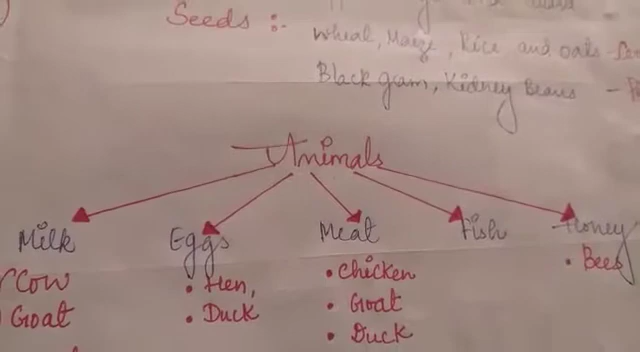 Seeds :-
Wheat, Maize, Rice and oats -
Black gram, Kidney Beans -
Animals
Milk Eggs Meat Fish Honey
Cow • Hen, • Chicken • Bees
Goat • Duck • Goat
• Duck